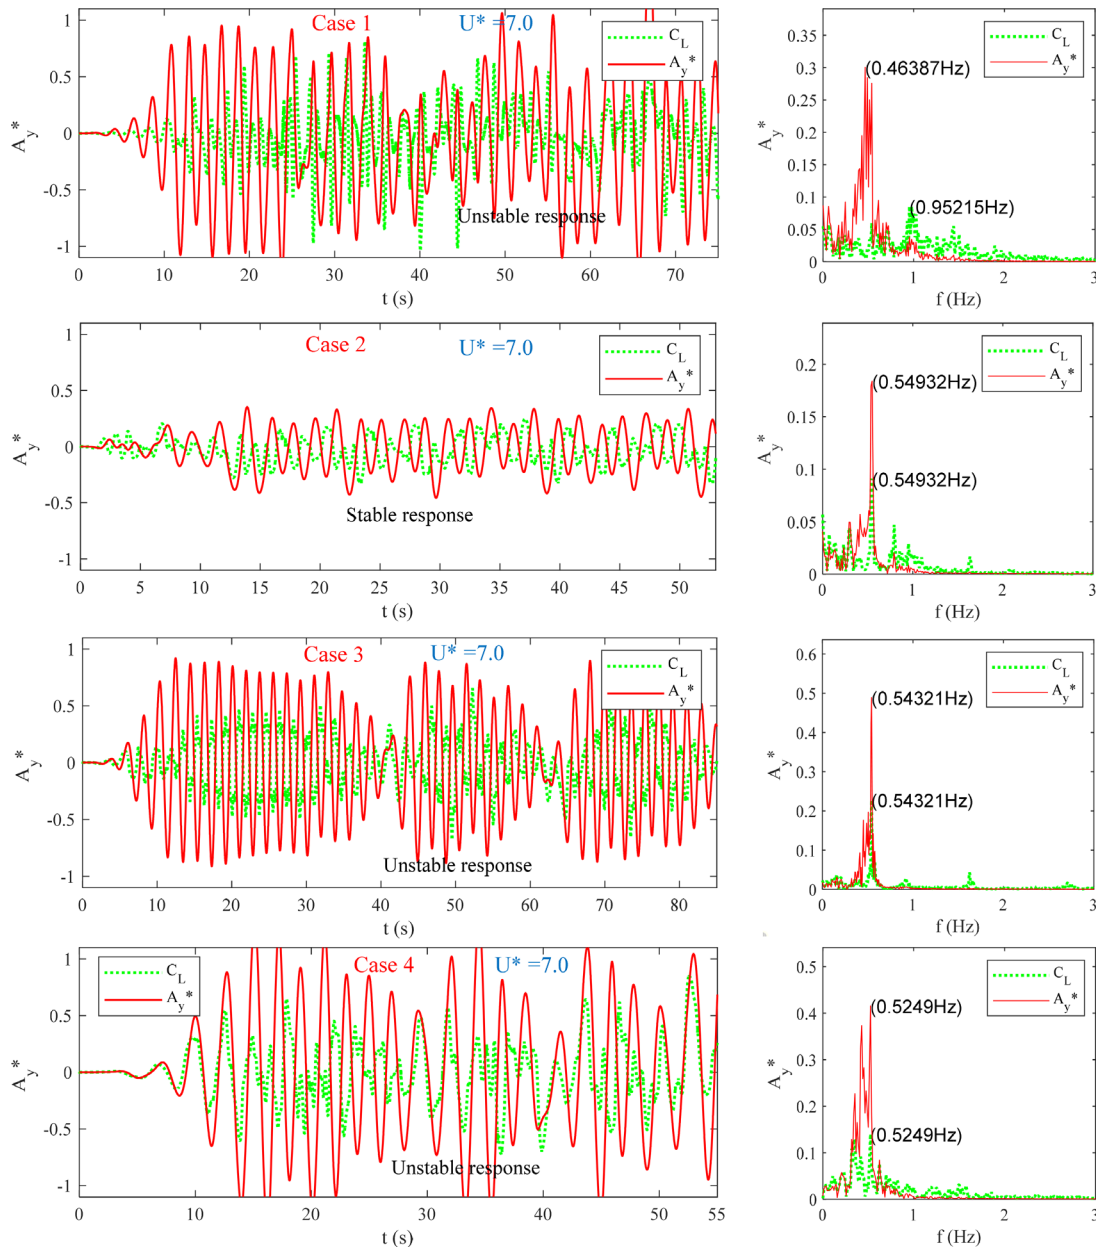 Case 1
U* =7.0
C_L
A_y*
1
0.5
0
-0.5
-1
A_y*
Unstable response
0 10 20 30 40 50 60 70
t (s)
C_L
A_y*
(0.46387Hz)
(0.95215Hz)
0.35
0.3
0.25
0.2
0.15
0.1
0.05
0
A_y*
0 1 2 3
f (Hz)
Case 2
U* =7.0
C_L
A_y*
1
0.5
0
-0.5
-1
A_y*
Stable response
0 5 10 15 20 25 30 35 40 45 50
t (s)
C_L
A_y*
(0.54932Hz)
(0.54932Hz)
0.2
0.15
0.1
0.05
0
A_y*
0 1 2 3
f (Hz)
Case 3
U* =7.0
C_L
A_y*
1
0.5
0
-0.5
-1
A_y*
Unstable response
0 10 20 30 40 50 60 70 80
t (s)
C_L
A_y*
(0.54321Hz)
(0.54321Hz)
0.6
0.5
0.4
0.3
0.2
0.1
0
A_y*
0 1 2 3
f (Hz)
C_L
A_y*
Case 4
U* =7.0
1
0.5
0
-0.5
-1
A_y*
Unstable response
0 10 20 30 40 50 55
t (s)
C_L
A_y*
(0.5249Hz)
(0.5249Hz)
0.5
0.4
0.3
0.2
0.1
0
A_y*
0 1 2 3
f (Hz)